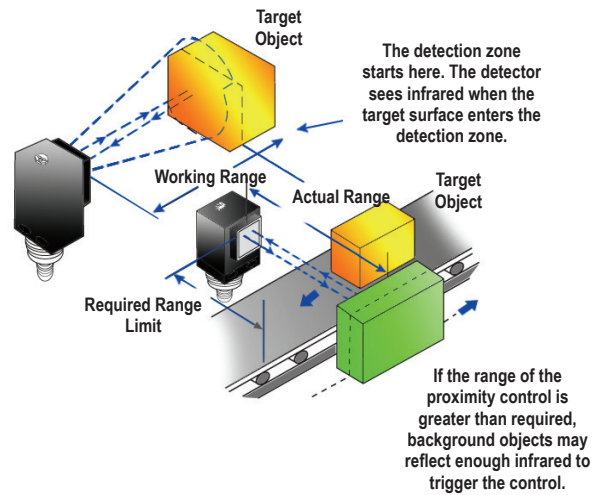 Target
Object
The detection zone
starts here. The detector
sees infrared when the
target surface enters the
detection zone.
Working Range
Actual Range
Target
Object
Required Range
Limit
If the range of the
proximity control is
greater than required,
background objects may
reflect enough infrared to
trigger the control.